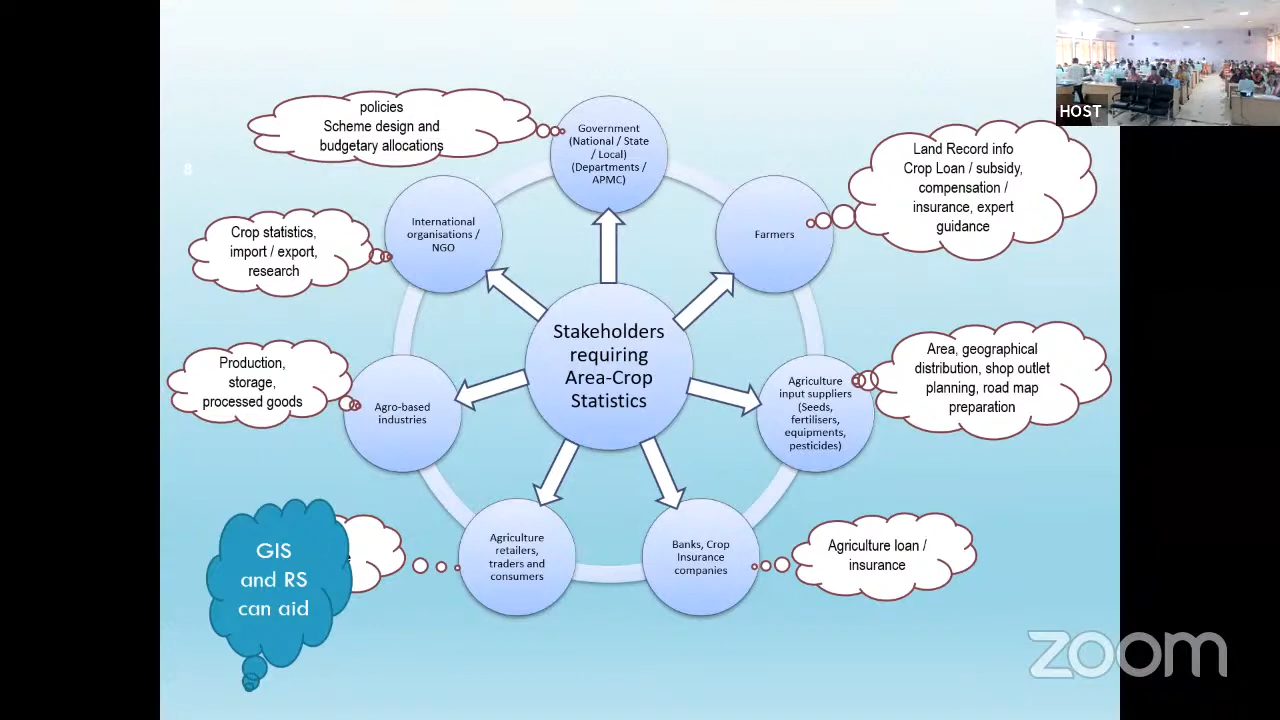 HOST
policies
Scheme design and
budgetary allocations
Government
(National / State
/ Local)
(Departments /
APMC)
Land Record info
Crop Loan / subsidy,
compensation /
insurance, expert
guidance
8
International
organisations /
NGO
Farmers
Crop statistics,
import / export,
research
Stakeholders
requiring
Area-Crop
Statistics
Production,
storage,
processed goods
Agro-based
industries
Agriculture
input suppliers
(Seeds,
fertilisers,
equipments,
pesticides)
Area, geographical
distribution, shop outlet
planning, road map
preparation
GIS
and RS
can aid
Agriculture
retailers,
traders and
consumers
Banks, Crop
Insurance
companies
Agriculture loan /
insurance
zoom